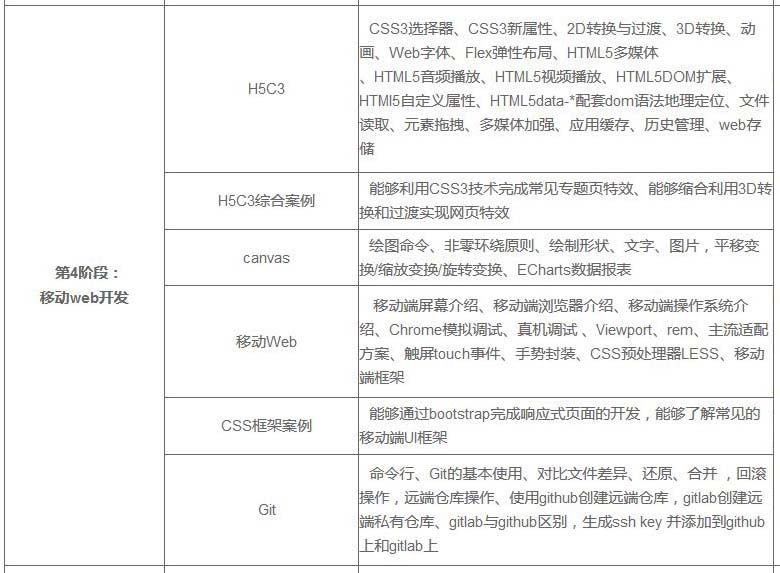 第4阶段：
移动web开发
H5C3
CSS3选择器、CSS3新属性、2D转换与过渡、3D转换、动
画、Web字体、Flex弹性布局、HTML5多媒体
、HTML5音频播放、HTML5视频播放、HTML5DOM扩展、
HTMl5自定义属性、HTML5data-*配套dom语法地理定位、文件
读取、元素拖拽、多媒体加强、应用缓存、历史管理、web存
储
H5C3综合案例
能够利用CSS3技术完成常见专题页特效、能够缩合利用3D转
换和过渡实现网页特效
canvas
绘图命令、非零环绕原则、绘制形状、文字、图片，平移变
换/缩放变换/旋转变换、ECharts数据报表
移动Web
移动端屏幕介绍、移动端浏览器介绍、移动端操作系统介
绍、Chrome模拟调试、真机调试 、Viewport、rem、主流适配
方案、触屏touch事件、手势封装、CSS预处理器LESS、移动
端框架
CSS框架案例
能够通过bootstrap完成响应式页面的开发，能够了解常见的
移动端UI框架
Git
命令行、Git的基本使用、对比文件差异、还原、合并 ，回滚
操作，远端仓库操作、使用github创建远端仓库，gitlab创建远
端私有仓库、gitlab与github区别，生成ssh key 并添加到github
上和gitlab上